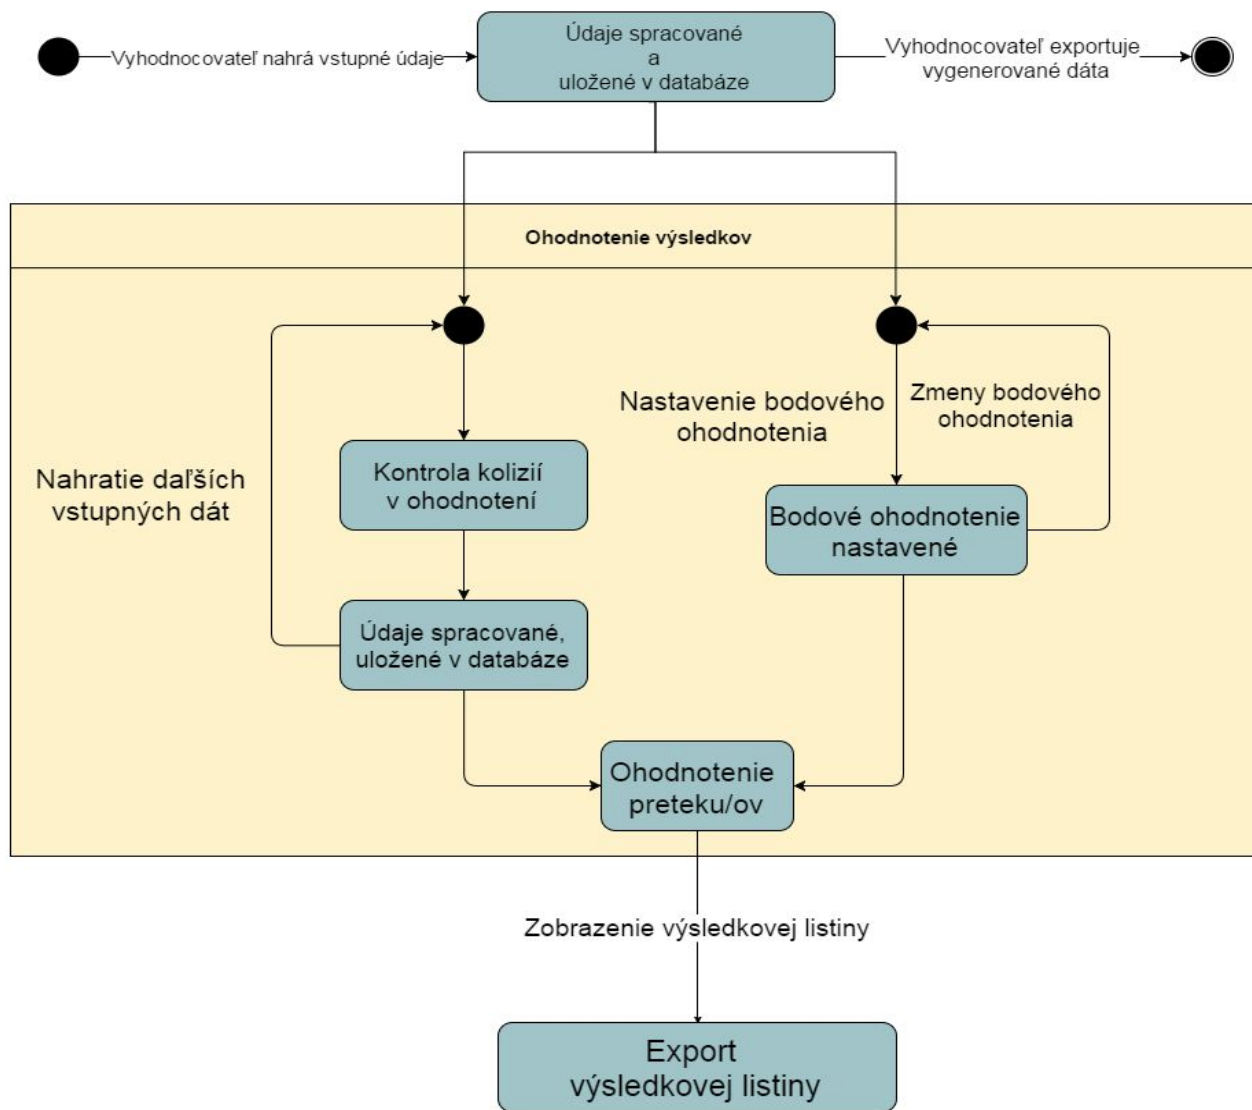 Vyhodnocovateľ nahrá vstupné údaje
Údaje spracované
a
uložené v databáze
Vyhodnocovateľ exportuje
vygenerované dáta
Ohodnotenie výsledkov
Nahratie daľších
vstupných dát
Kontrola kolizií
v ohodnotení
Údaje spracované,
uložené v databáze
Nastavenie bodového
ohodnotenia
Zmeny bodového
ohodnotenia
Bodové ohodnotenie
nastavené
Ohodnotenie
preteku/ov
Zobrazenie výsledkovej listiny
Export
výsledkovej listiny